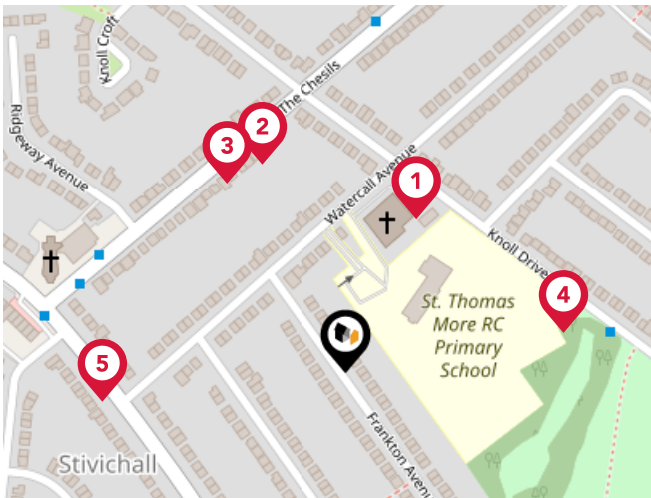 Knoll Croft
The Chesils
2
3
Ridgeway Avenue
Watercall Avenue
1
Knoll Drive
4
St. Thomas
More RC
Primary
School
5
Frankton Avenu
Stivichall